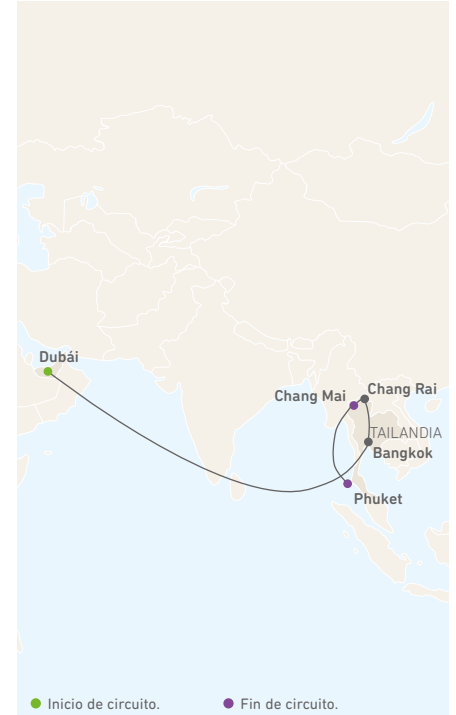 Dubái
Chang Mai
Chang Rai
TAILANDIA
Bangkok
Phuket
Inicio de circuito.
Fin de circuito.